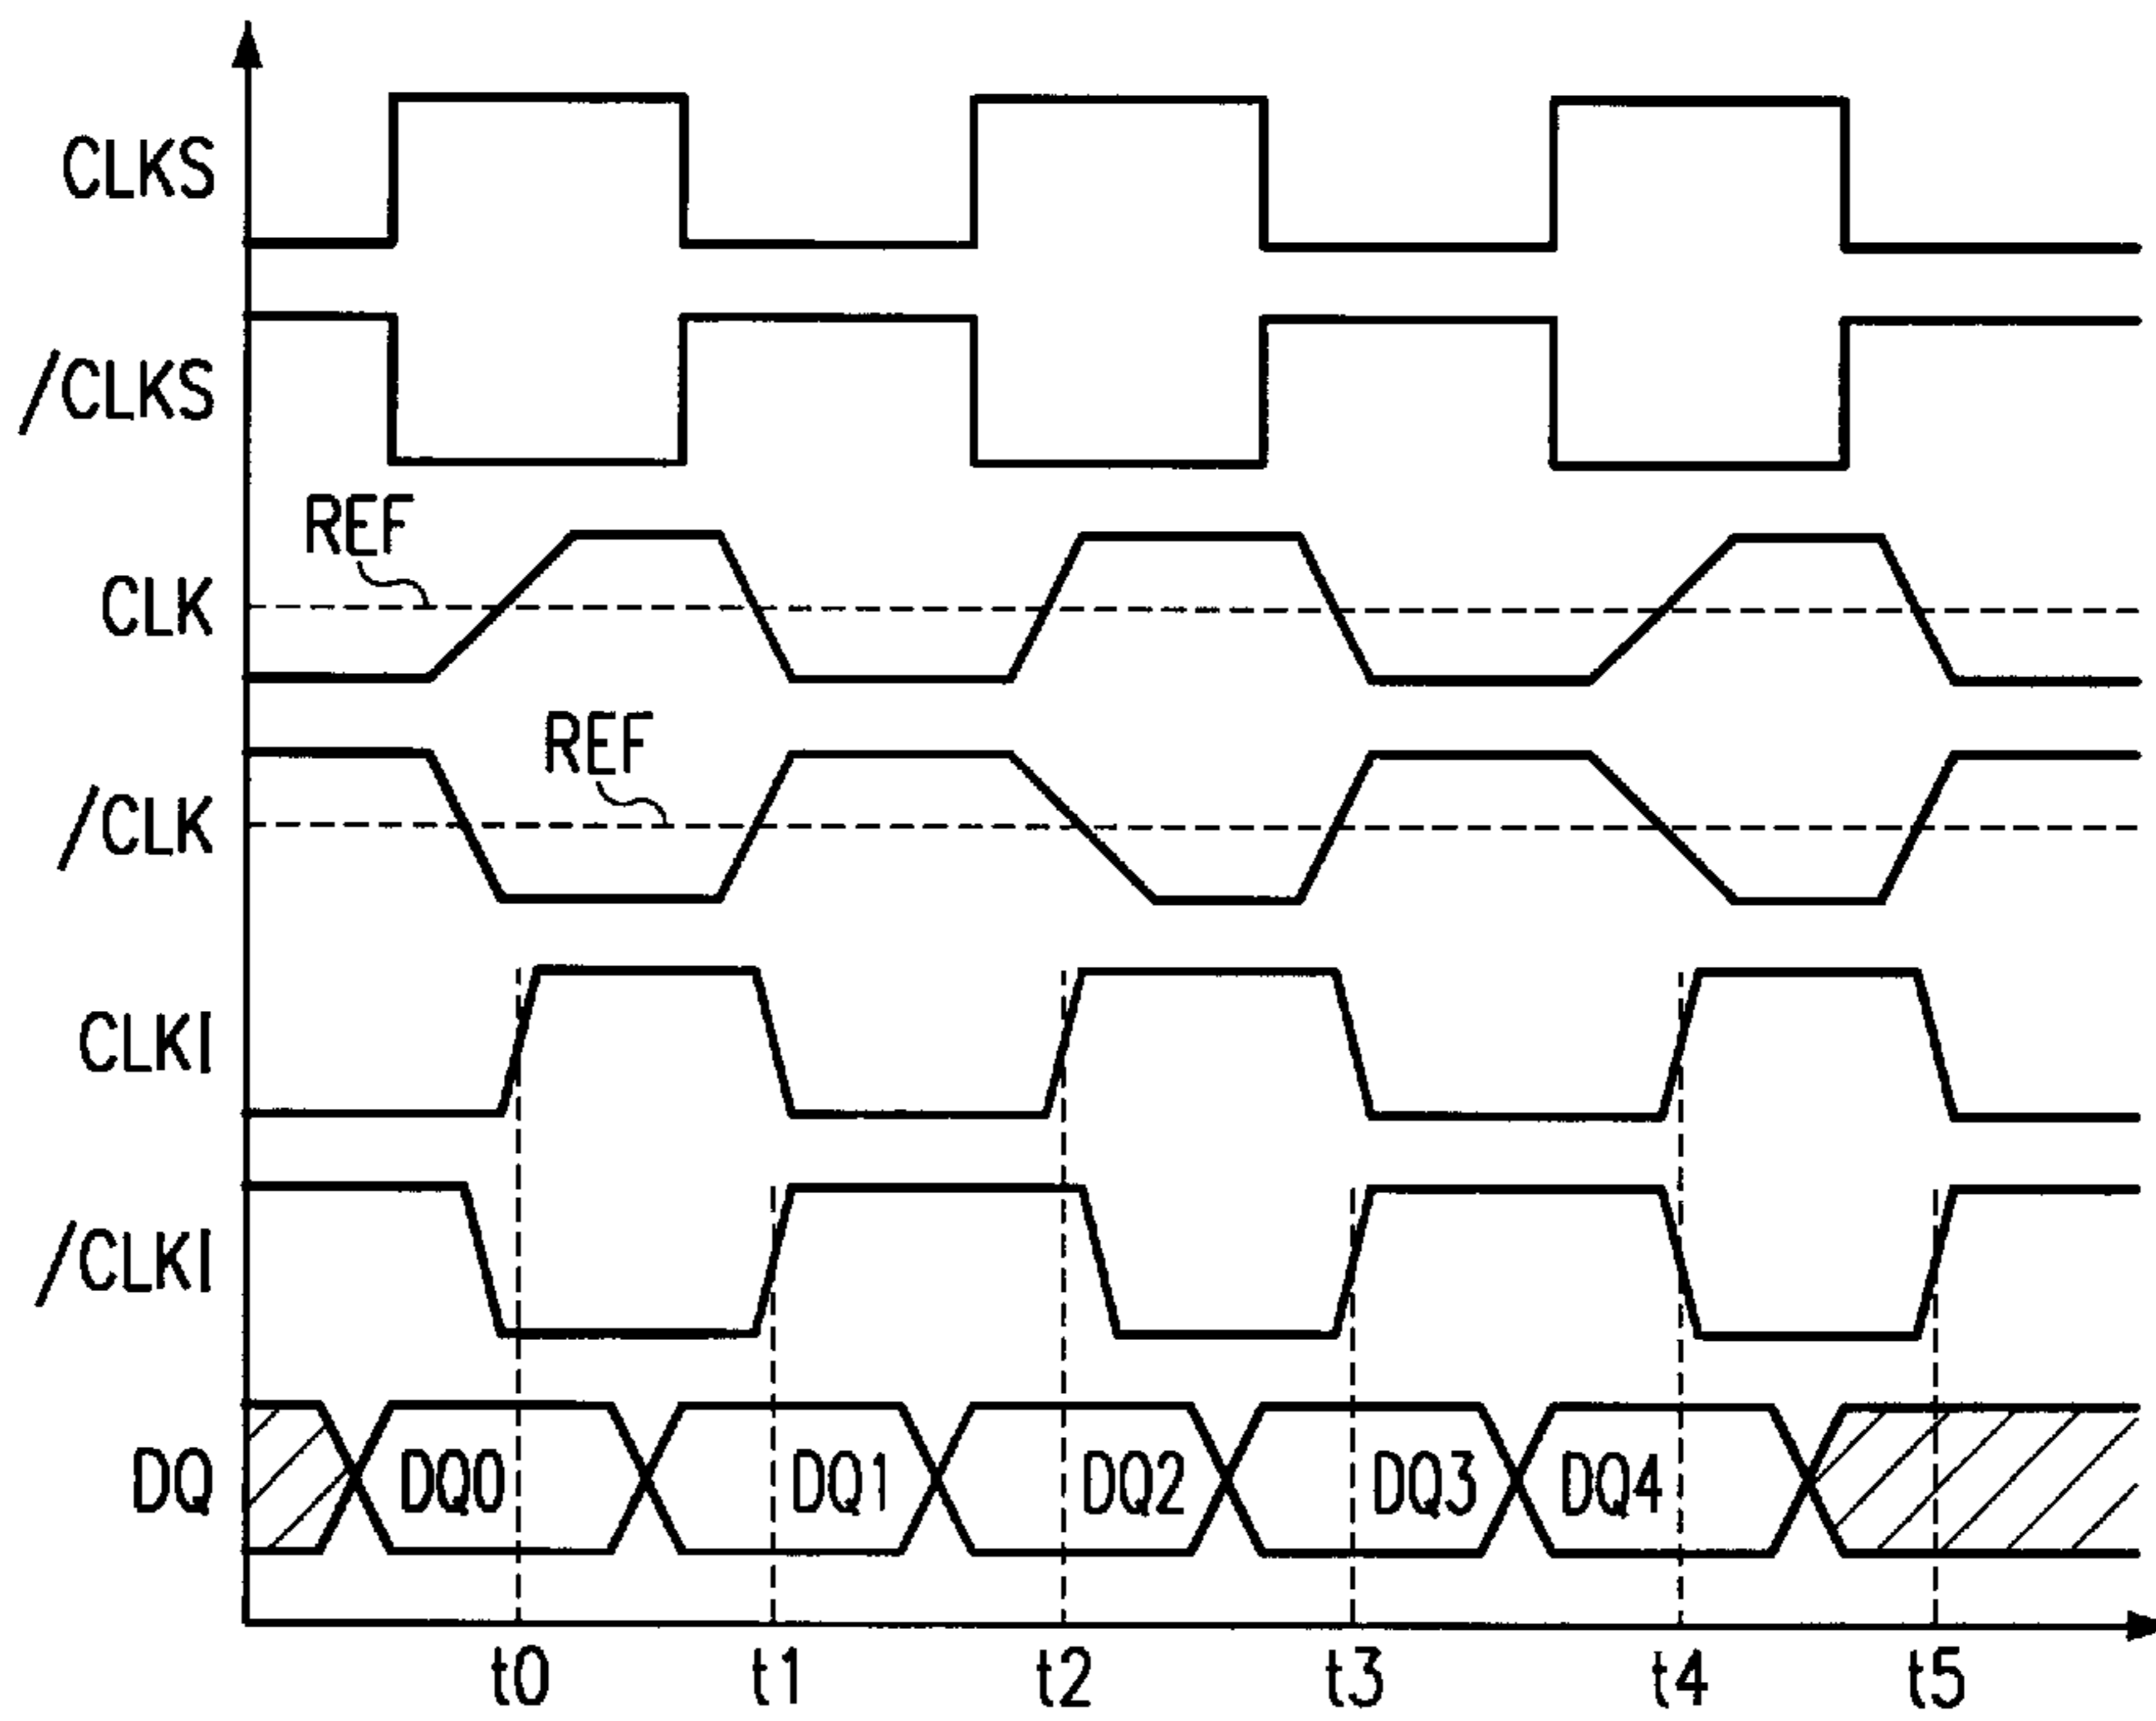 CLKS
/CLKS
REF
CLK
REF
/CLK
CLKI
/CLKI
DQ DQ0 DQ1 DQ2 DQ3 DQ4
t0 t1 t2 t3 t4 t5